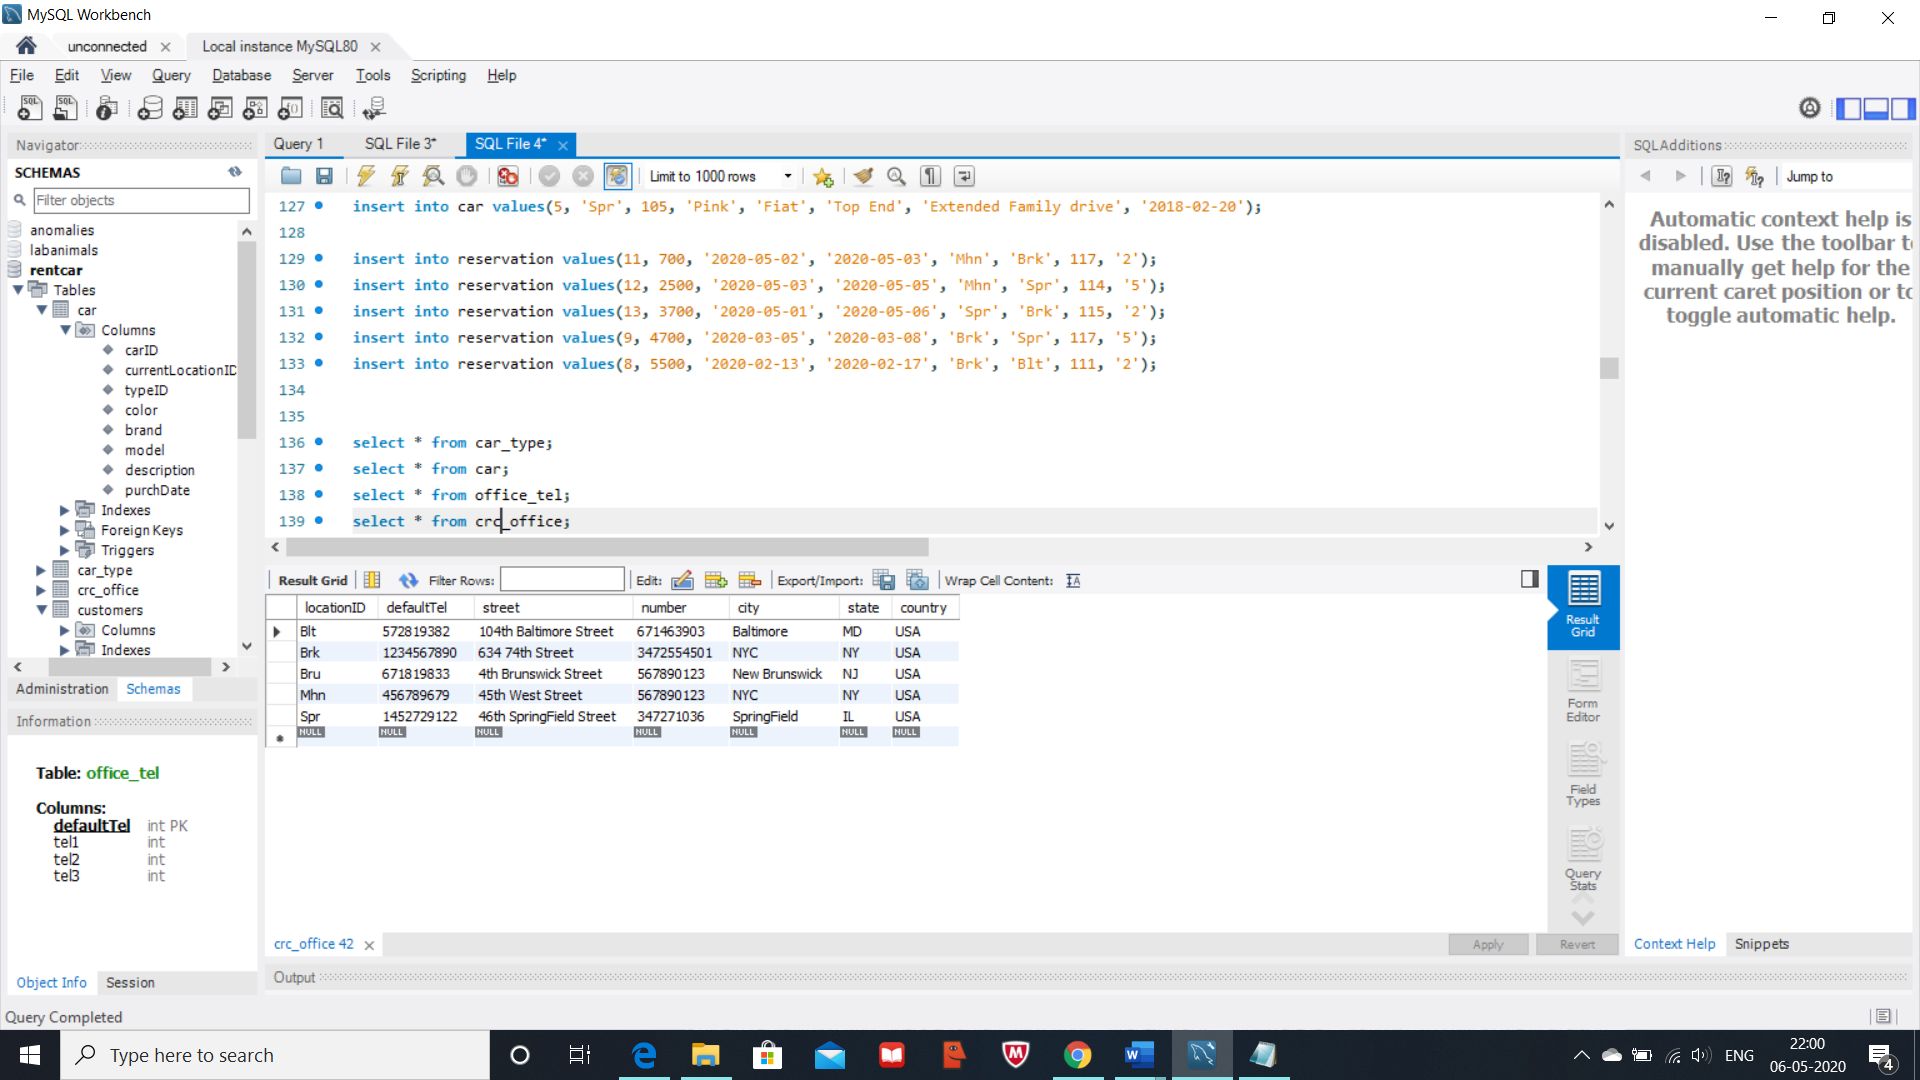 MySQL Workbench
unconnected
Local instance MySQL80
File Edit View Query Database Server Tools Scripting Help
Navigator
SCHEMAS
Filter objects
anomalies
labanimals
rentcar
Tables
car
Columns
carID
currentLocationID
typeID
color
brand
model
description
purchDate
Indexes
Foreign Keys
Triggers
car_type
crc_office
customers
Columns
Indexes
Administration Schemas
Information
Table: office_tel
Columns:
defaultTel int PK
tel1 int
tel2 int
tel3 int
Object Info Session
Query 1 SQL File 3* SQL File 4*
Limit to 1000 rows
127 insert into car values(5, 'Spr', 105, 'Pink', 'Fiat', 'Top End', 'Extended Family drive', '2018-02-20');
128
129 insert into reservation values(11, 700, '2020-05-02', '2020-05-03', 'Mhn', 'Brk', 117, '2');
130 insert into reservation values(12, 2500, '2020-05-03', '2020-05-05', 'Mhn', 'Spr', 114, '5');
131 insert into reservation values(13, 3700, '2020-05-01', '2020-05-06', 'Spr', 'Brk', 115, '2');
132 insert into reservation values(9, 4700, '2020-03-05', '2020-03-08', 'Brk', 'Spr', 117, '5');
133 insert into reservation values(8, 5500, '2020-02-13', '2020-02-17', 'Brk', 'Blt', 111, '2');
134
135
136 select * from car_type;
137 select * from car;
138 select * from office_tel;
139 select * from crc_office;
Result Grid Filter Rows: Edit: Export/Import: Wrap Cell Content:
locationID defaultTel street number city state country
Blt 572819382 104th Baltimore Street 671463903 Baltimore MD USA
Brk 1234567890 634 74th Street 3472554501 NYC NY USA
Bru 671819833 4th Brunswick Street 567890123 New Brunswick NJ USA
Mhn 456789679 45th West Street 567890123 NYC NY USA
Spr 1452729122 46th SpringField Street 347271036 SpringField IL USA
NULL NULL NULL NULL NULL NULL NULL
Result
Grid
Form
Editor
Field
Types
Query
Stats
crc_office 42
Apply Revert
Output
SQLAdditions
Jump to
Automatic context help is
disabled. Use the toolbar to
manually get help for the
current caret position or to
toggle automatic help.
Context Help Snippets
Query Completed
Type here to search
ENG
22:00
06-05-2020
4